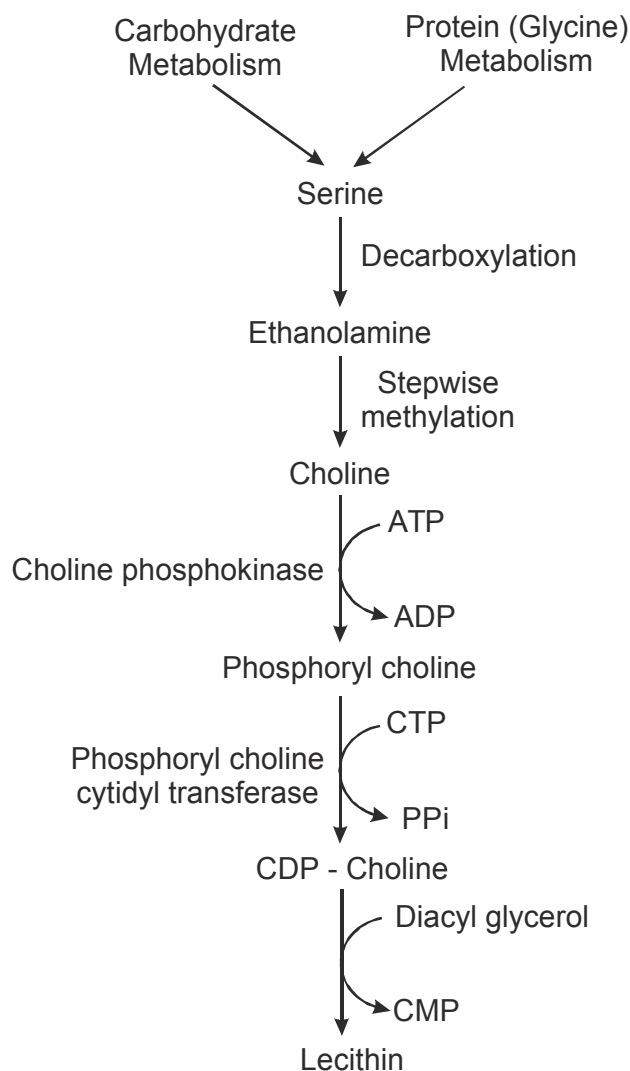 Carbohydrate
Metabolism
Protein (Glycine)
Metabolism
Serine
Decarboxylation
Ethanolamine
Stepwise
methylation
Choline
ATP
Choline phosphokinase
ADP
Phosphoryl choline
CTP
Phosphoryl choline
cytidyl transferase
PPi
CDP - Choline
Diacyl glycerol
CMP
Lecithin